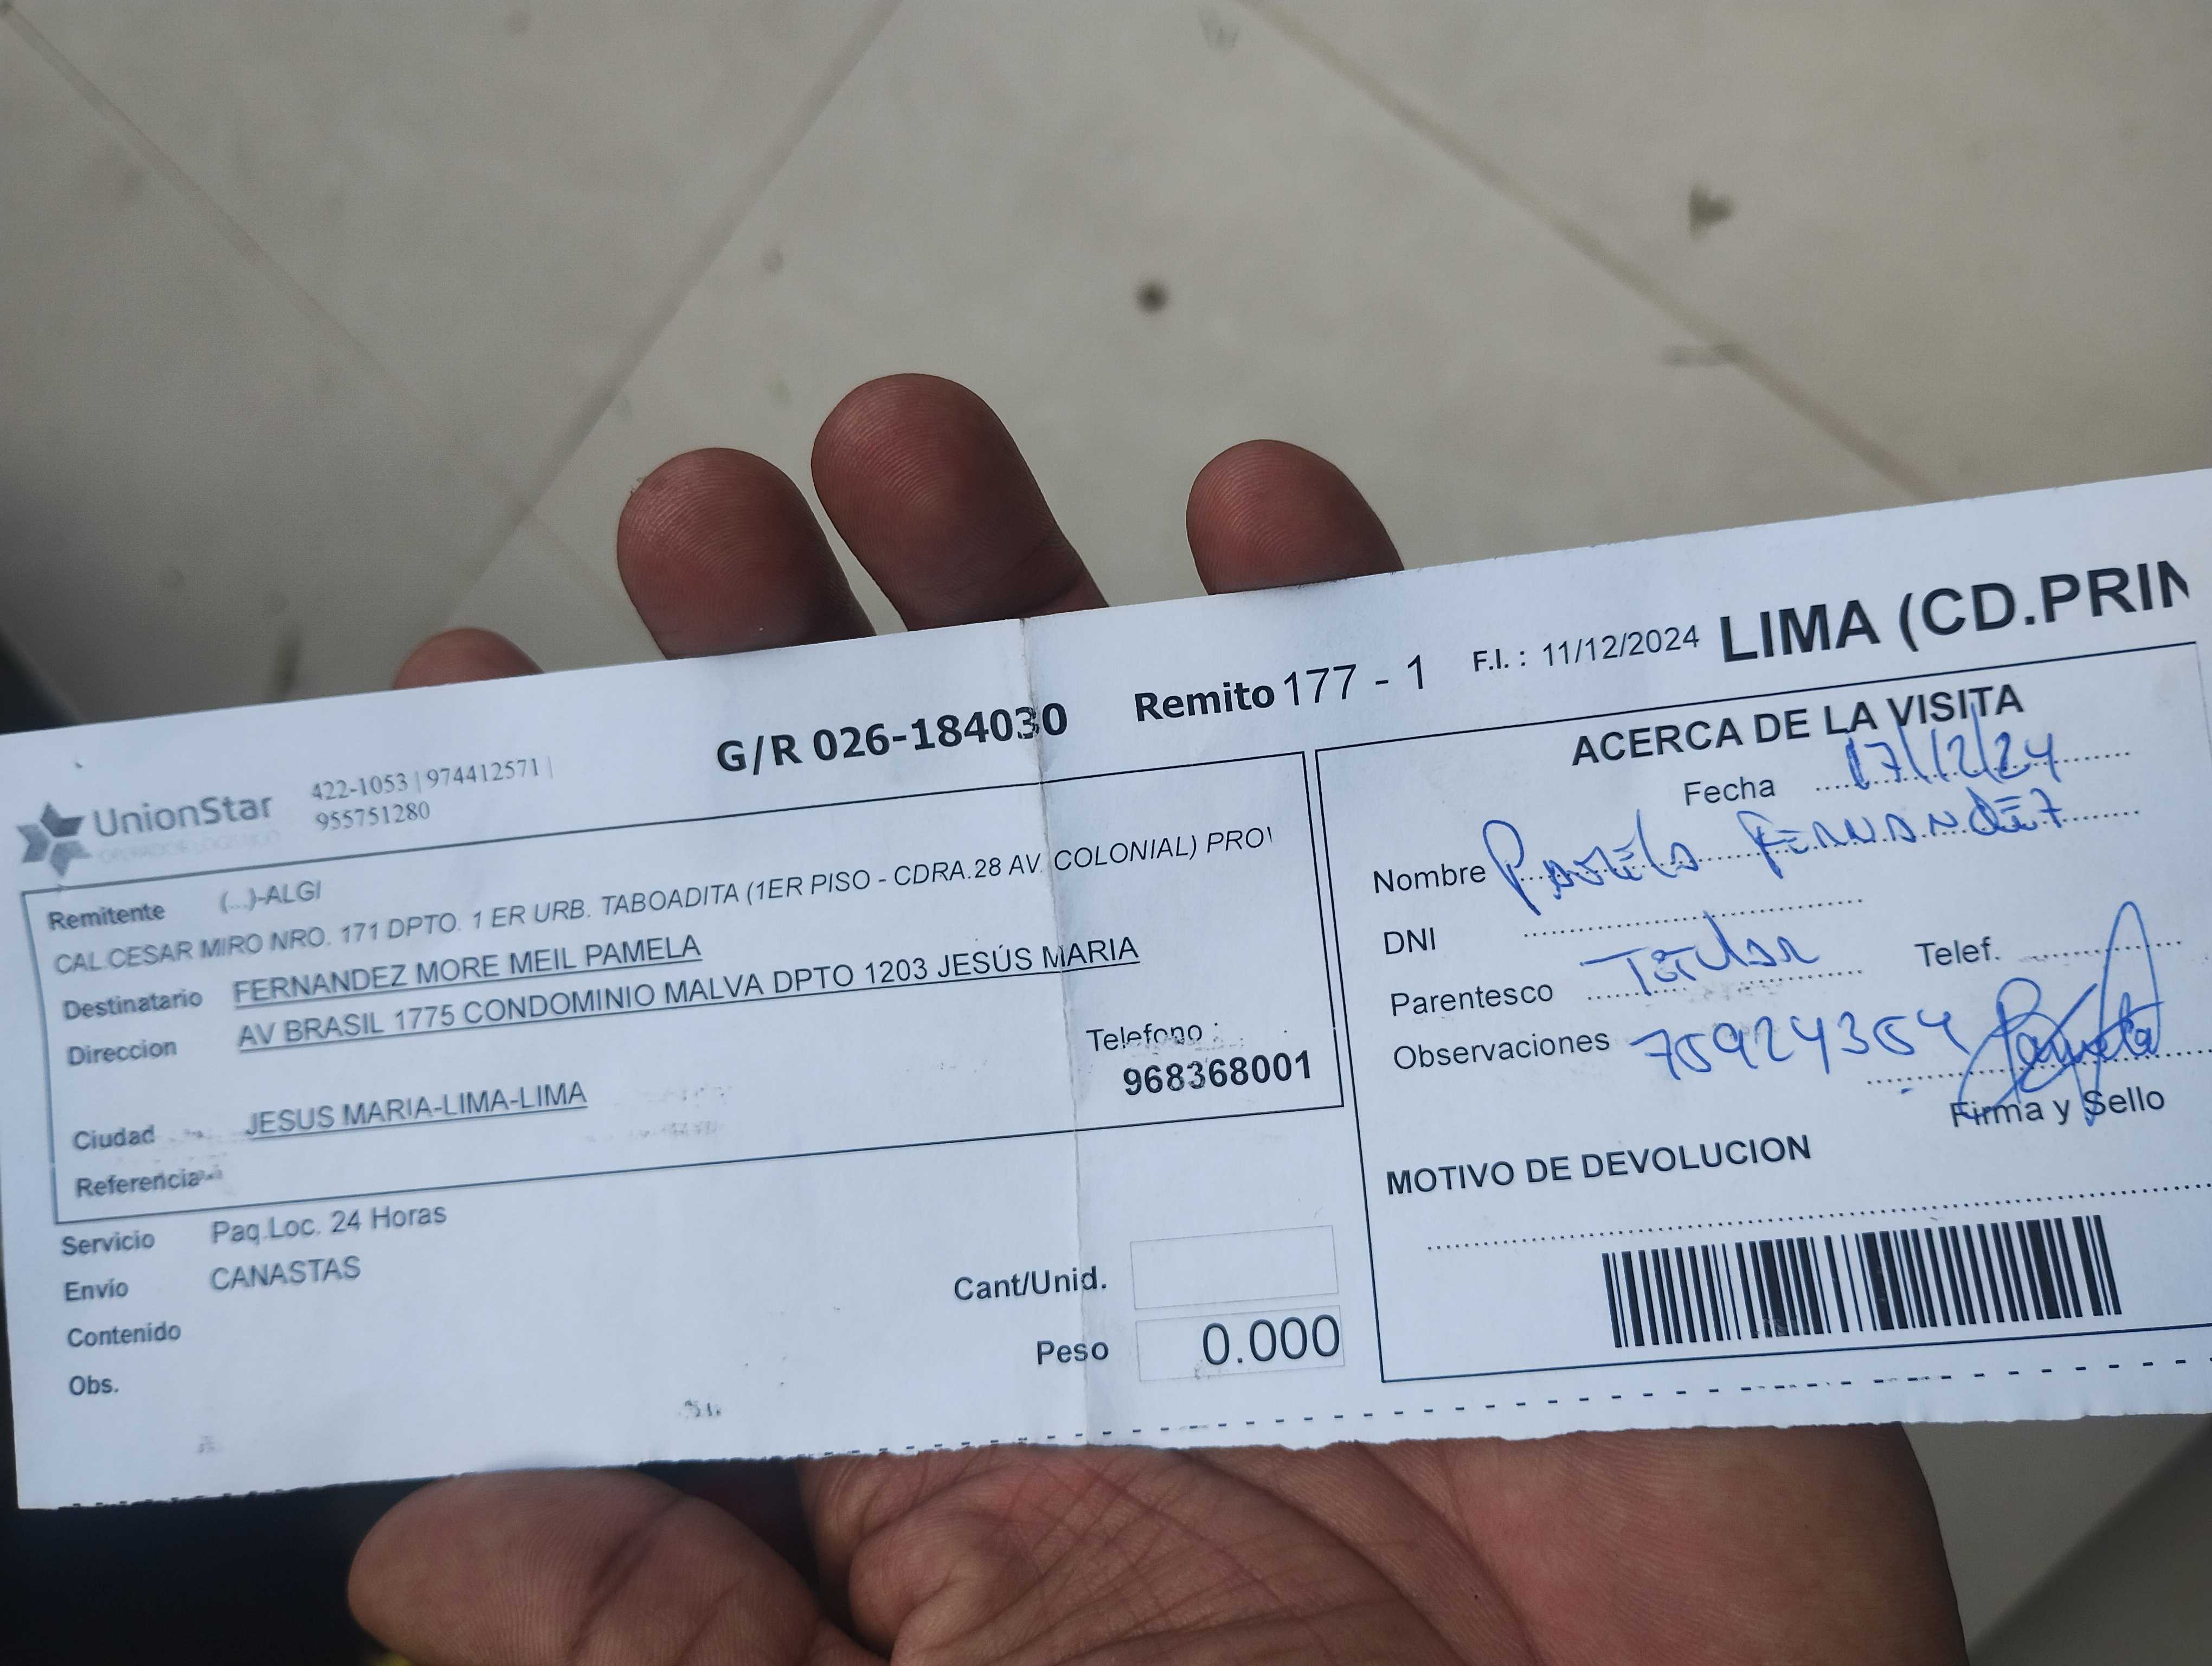 G/R 026-184030 Remito 177 - 1 F.I. : 11/12/2024 LIMA (CD.PRIN
UnionStar
OPERADOR LOGISTICO
422-1053 | 974412571 |
955751280
Remitente (...)-ALGI
CAL.CESAR MIRO NRO. 171 DPTO. 1 ER URB. TABOADITA (1ER PISO - CDRA.28 AV. COLONIAL) PROV
Destinatario FERNANDEZ MORE MEIL PAMELA
Direccion AV BRASIL 1775 CONDOMINIO MALVA DPTO 1203 JESÚS MARIA
Telefono :
968368001
Ciudad JESUS MARIA-LIMA-LIMA
Referencia
Servicio Paq.Loc. 24 Horas
Envío CANASTAS
Contenido
Obs.
Cant/Unid.
Peso 0.000
ACERCA DE LA VISITA
Fecha 17/12/24
Nombre Pamela FERNANDEZ
DNI
Parentesco Titular Telef.
Observaciones 75924354 Pamela
Firma y Sello
MOTIVO DE DEVOLUCION